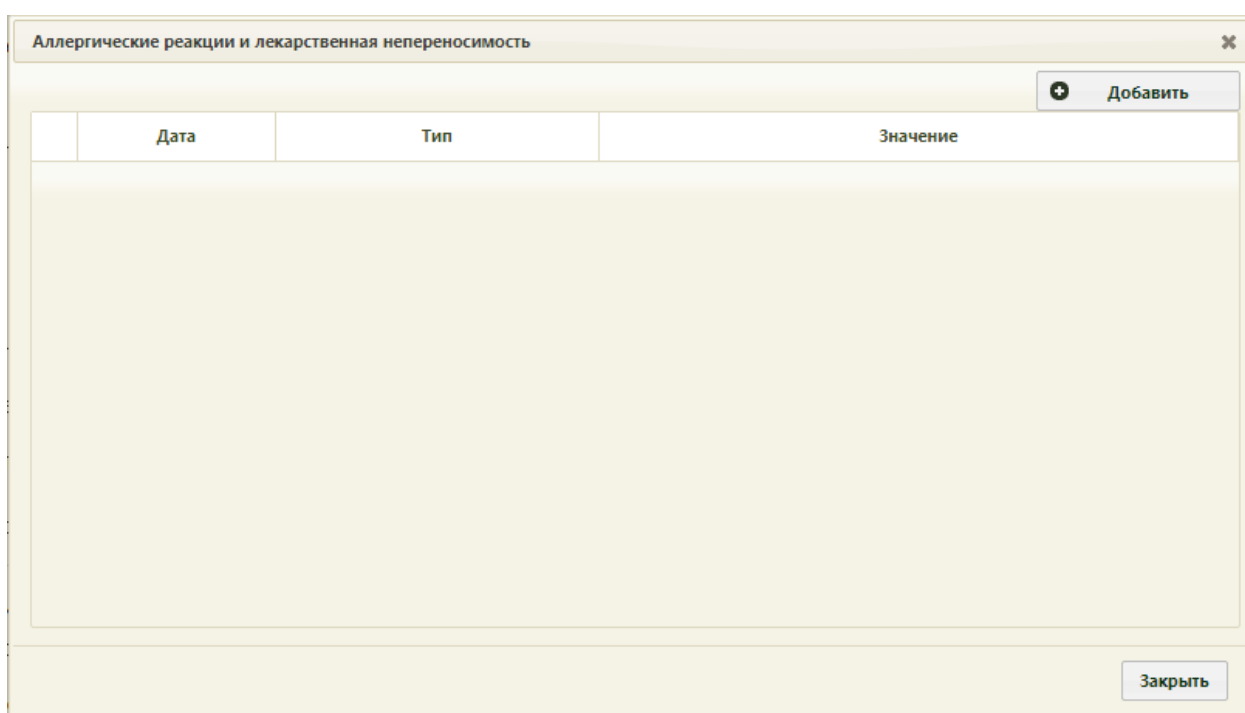 Аллергические реакции и лекарственная непереносимость
Добавить
Дата Тип Значение
Закрыть